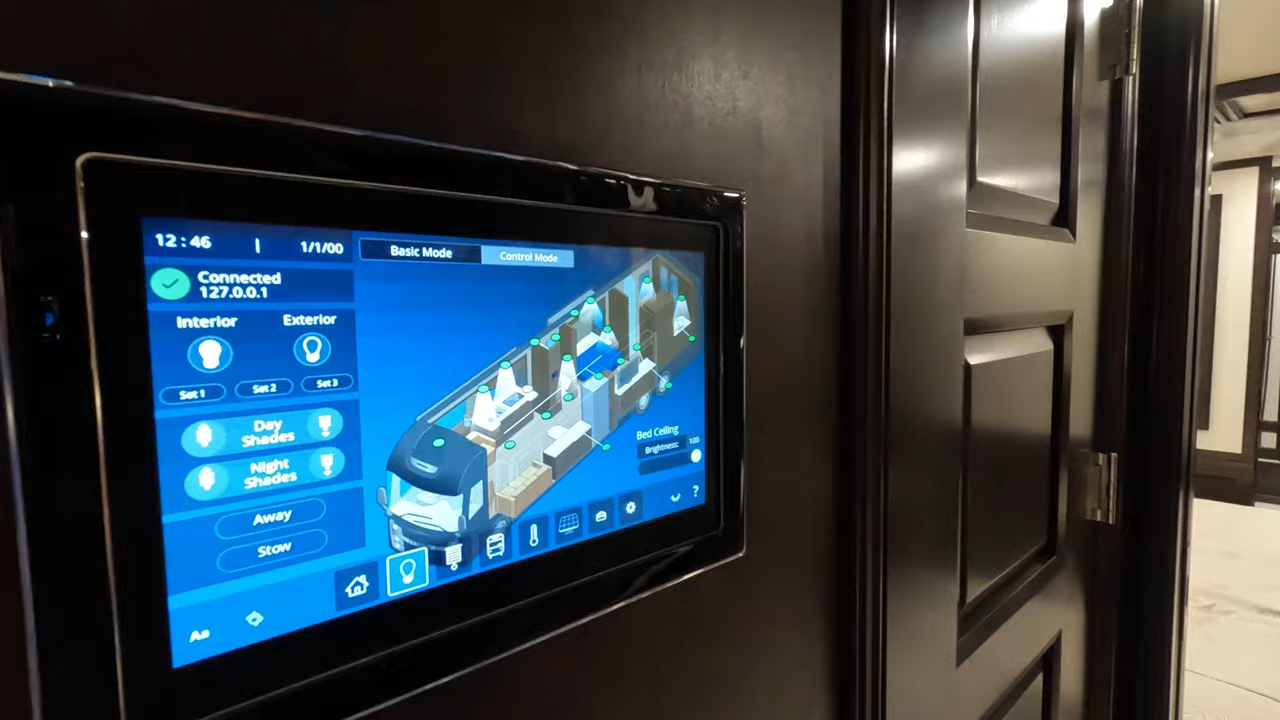 12:46 | 1/1/00
Connected
127.0.0.1
Interior Exterior
Set 1 Set 2 Set 3
Day
Shades
Night
Shades
Away
Stow
Aa
Basic Mode Control Mode
Bed Ceiling
Brightness: 100
?